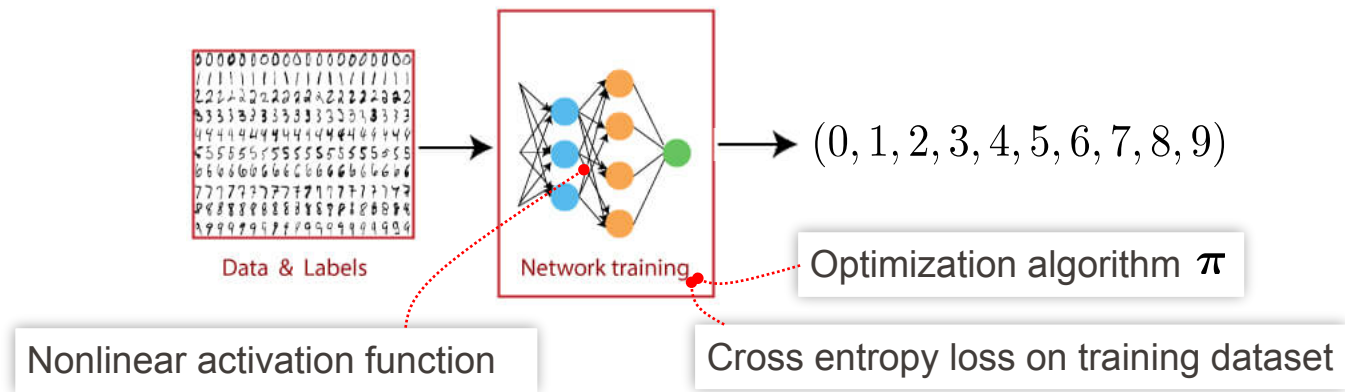 Data & Labels
Network training
(0, 1, 2, 3, 4, 5, 6, 7, 8, 9)
Optimization algorithm π
Nonlinear activation function
Cross entropy loss on training dataset